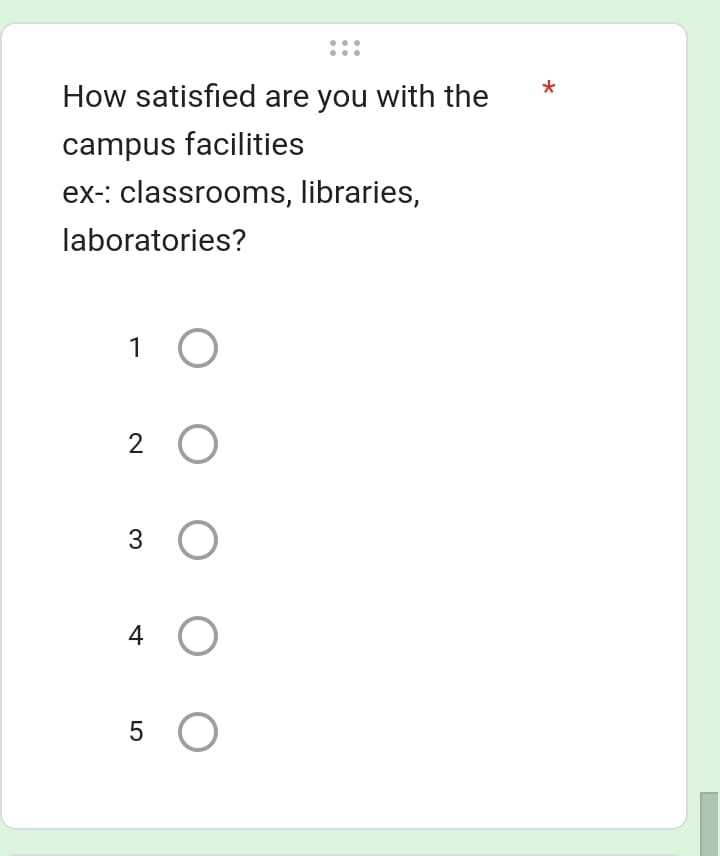 How satisfied are you with the *
campus facilities
ex-: classrooms, libraries,
laboratories?
1
2
3
4
5